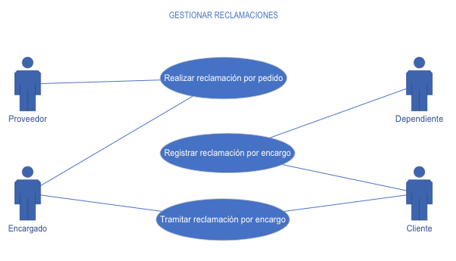 GESTIONAR RECLAMACIONES
Realizar reclamación por pedido
Proveedor
Dependiente
Registrar reclamación por encargo
Tramitar reclamación por encargo
Encargado
Cliente